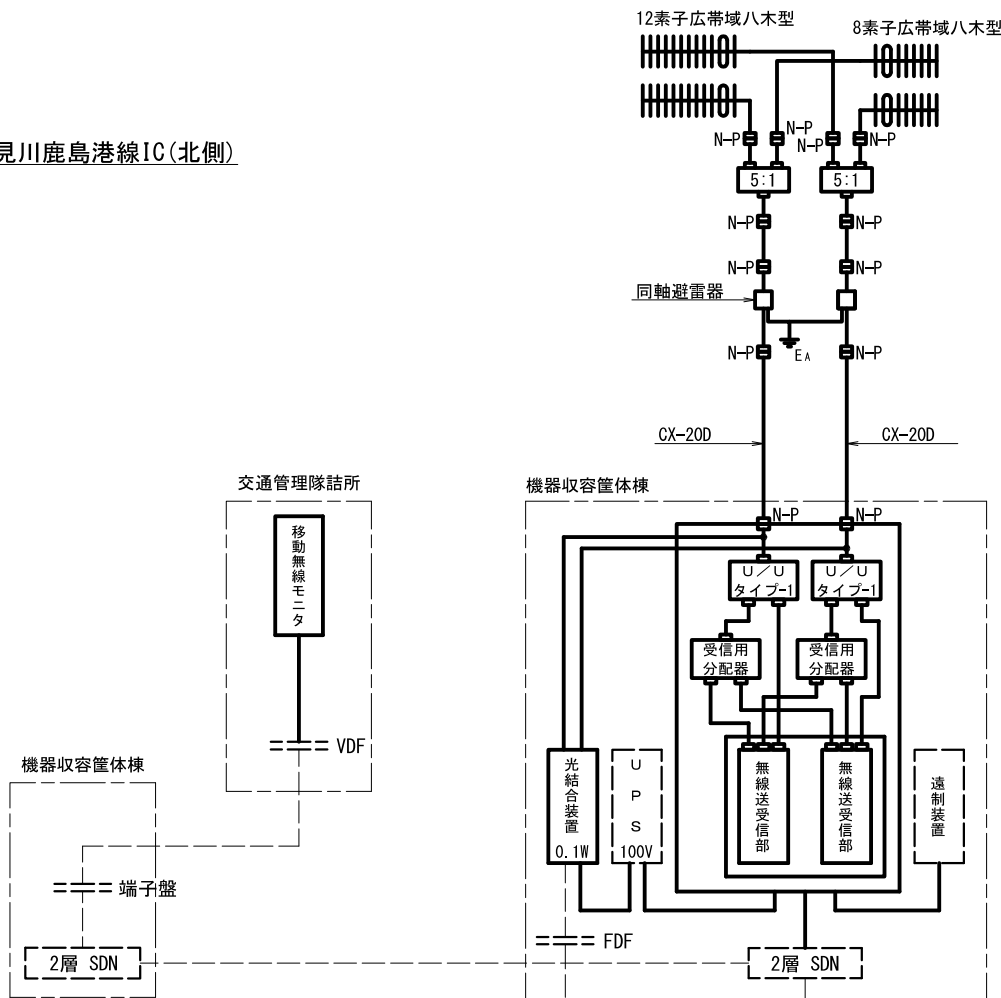 12素子広帯域八木型
8素子広帯域八木型
見川鹿島港線IC(北側)
N-P
N-P
N-P
N-P
5:1
5:1
N-P
N-P
N-P
N-P
同軸避雷器
EA
N-P
N-P
CX-20D
CX-20D
交通管理隊詰所
機器収容筐体棟
N-P
N-P
移動無線モニタ
U/U
タイプ-1
U/U
タイプ-1
受信用
分配器
受信用
分配器
VDF
機器収容筐体棟
光結合装置
0.1W
UPS
100V
無線送受信部
無線送受信部
遠制装置
端子盤
FDF
2層 SDN
2層 SDN